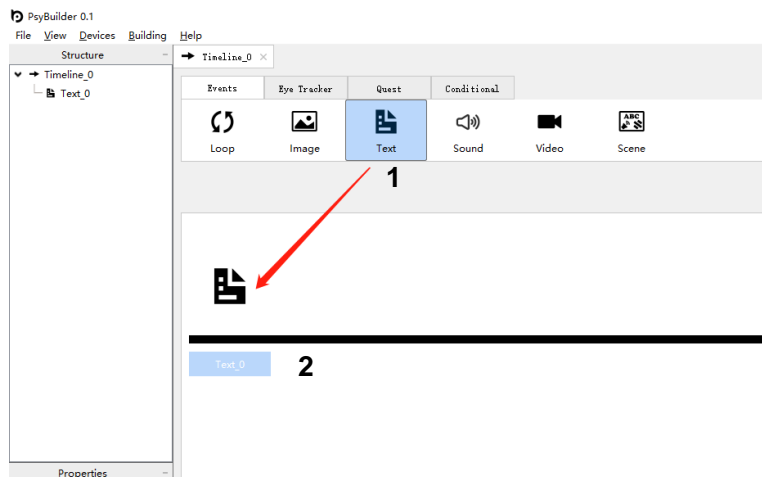 PsyBuilder 0.1
File View Devices Building Help
Structure
Timeline_0
Timeline_0
Text_0
Events Eye Tracker Quest Conditional
ABC
Loop Image Text Sound Video Scene
1
Text_0 2
Properties